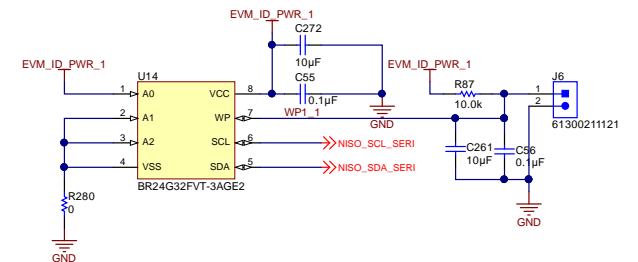 EVM_ID_PWR_1
C272
10µF
EVM_ID_PWR_1
U14
C55
0.1µF
EVM_ID_PWR_1
R87
10.0k
J6
1
2
61300211121
1 A0
VCC 8
2 A1
WP 7
WP1_1
GND
3 A2
SCL 6
NISO_SCL_SERI
4 VSS
SDA 5
NISO_SDA_SERI
BR24G32FVT-3AGE2
C261
10µF
C56
0.1µF
R280
0
GND
GND